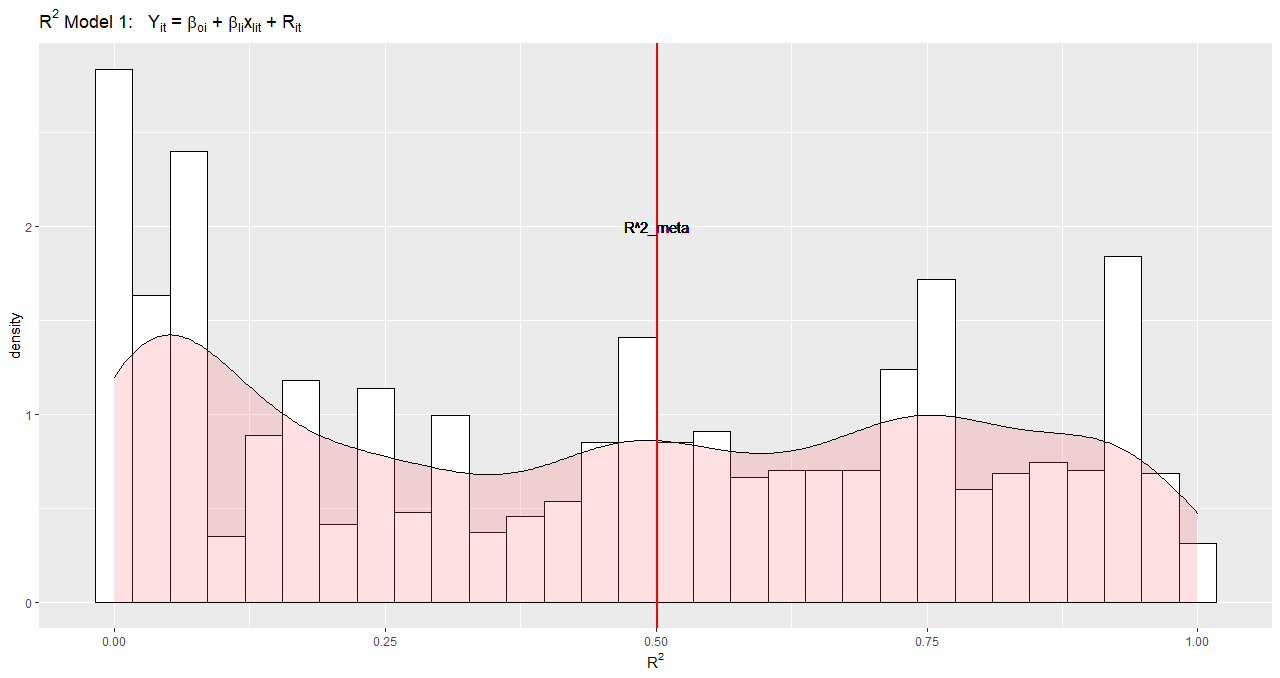 R² Model 1: Yit = βoi + βlixlit + Rit
density
2
1
0
R^2_meta
0.00 0.25 0.50 0.75 1.00
R²